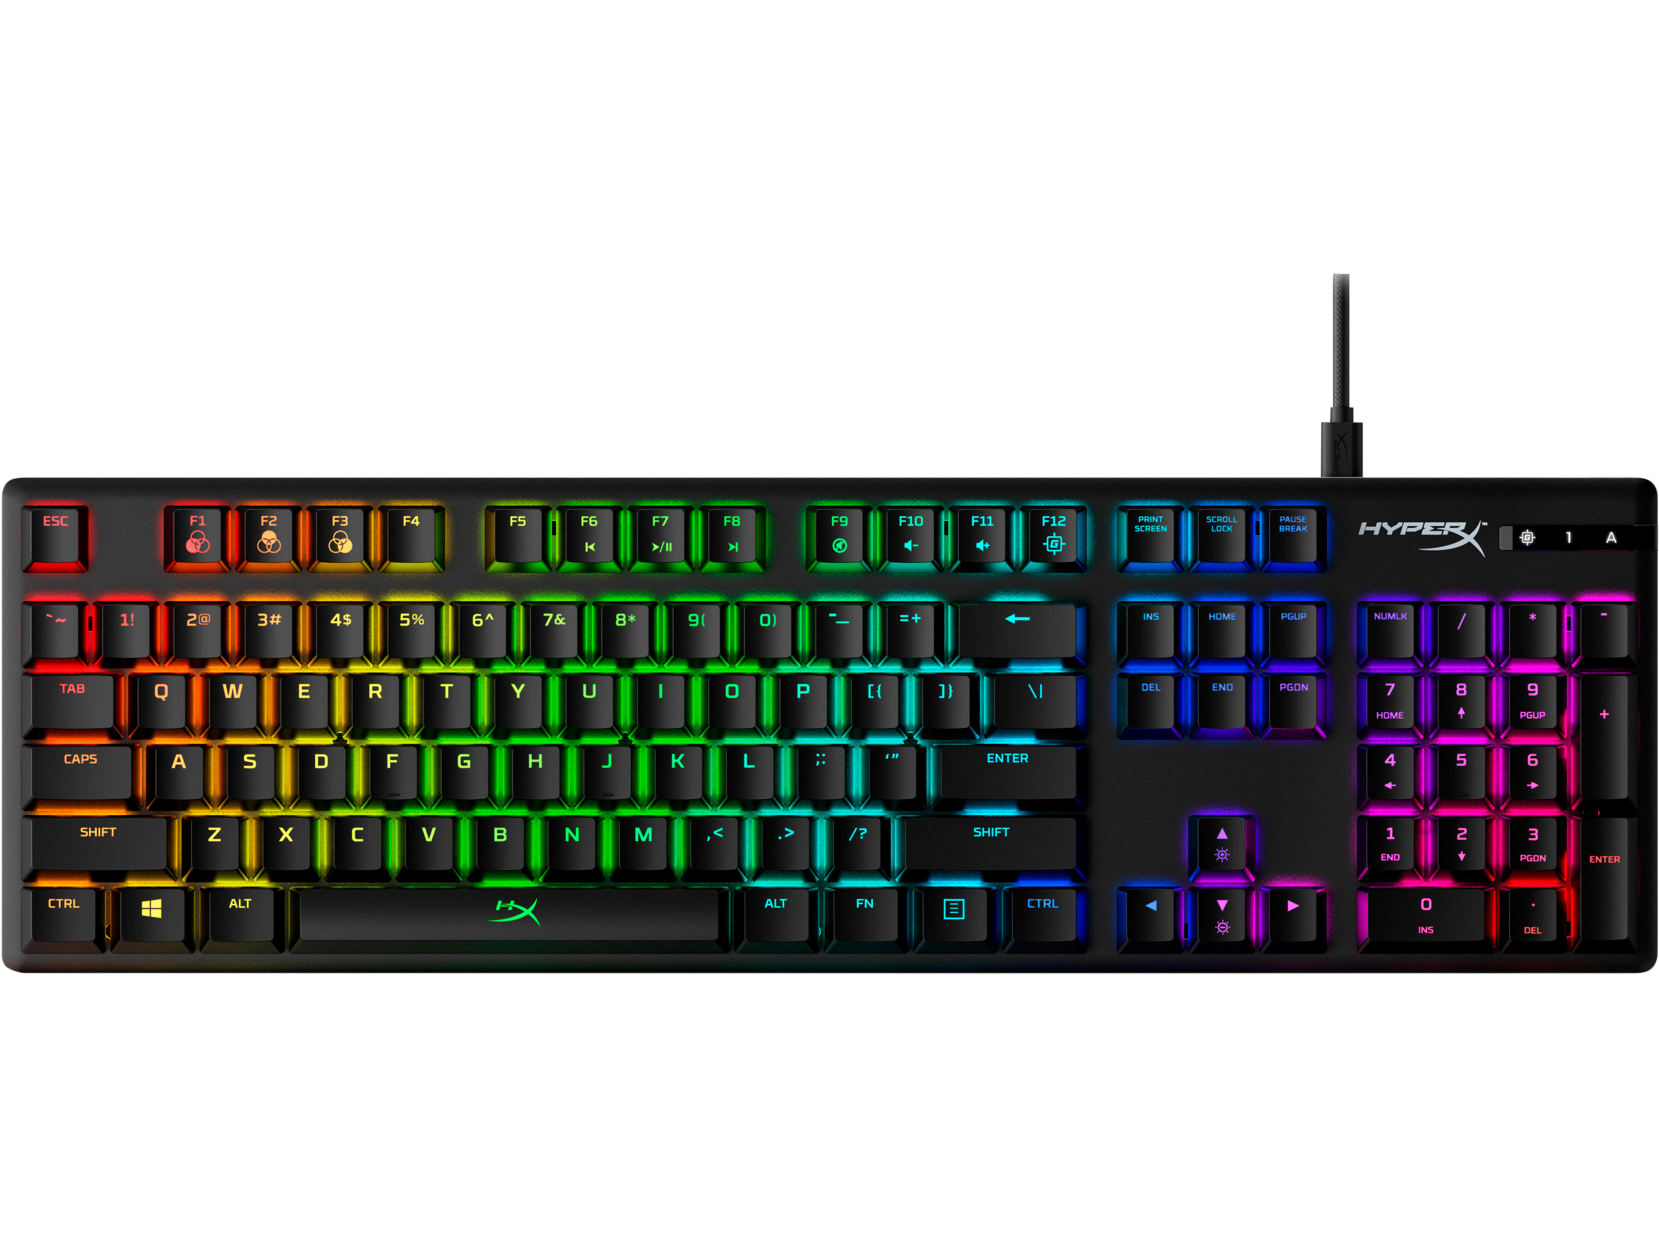 HYPERX
ESC F1 F2 F3 F4 F5 F6 F7 F8 F9 F10 F11 F12 PRINT SCREEN SCROLL LOCK PAUSE BREAK HYPERX™ G 1 A
`~ 1! 2@ 3# 4$ 5% 6^ 7& 8* 9( 0) -_ =+ ← INS HOME PGUP NUMLK / * -
TAB Q W E R T Y U I O P [{ ]} \| DEL END PGDN 7 HOME 8 ↑ 9 PGUP +
CAPS A S D F G H J K L ;: '" ENTER 4 ← 5 6 →
SHIFT Z X C V B N M ,< .> /? SHIFT ▲ 1 END 2 ↓ 3 PGDN ENTER
CTRL ALT HX ALT FN CTRL ◀ ▼ ▶ 0 INS . DEL